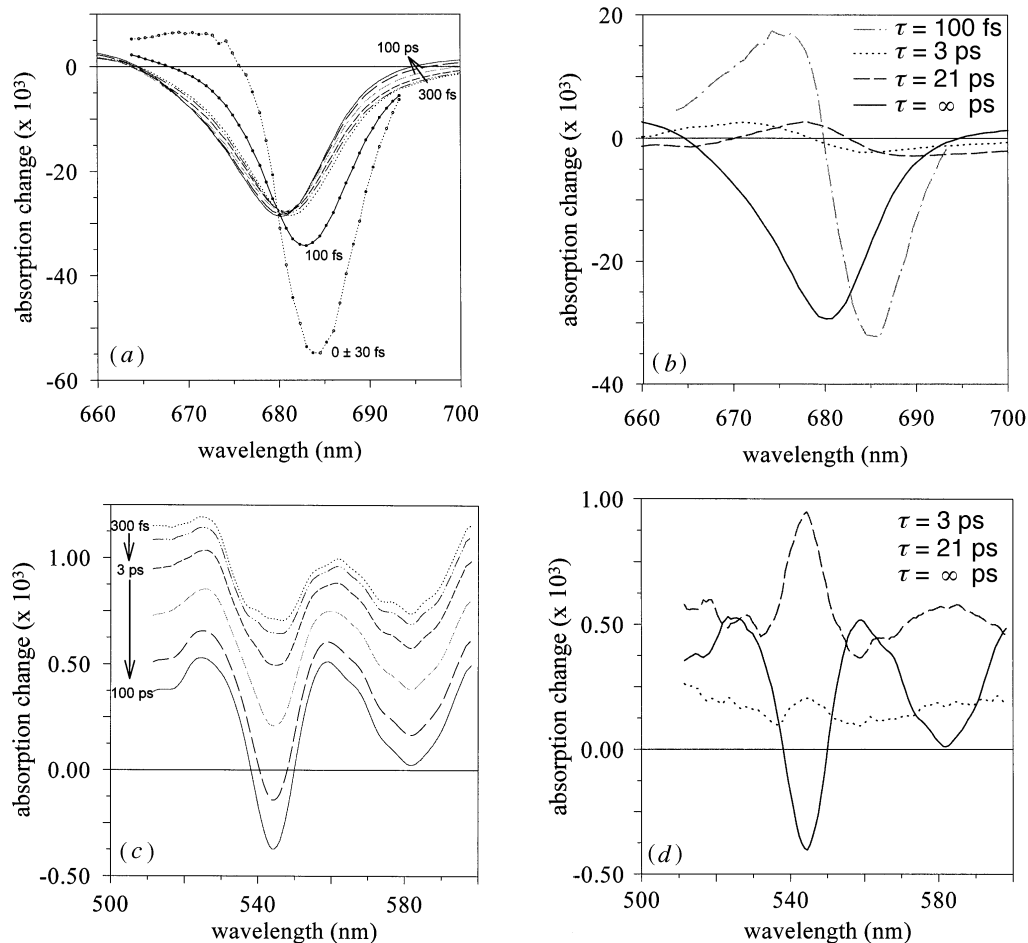 0
-20
-40
-60
660
670
680
690
700
absorption change (x 10³)
wavelength (nm)
(a)
100 ps
300 fs
100 fs
0 ± 30 fs
20
0
-20
-40
660
670
680
690
700
absorption change (x 10³)
wavelength (nm)
(b)
τ = 100 fs
τ = 3 ps
τ = 21 ps
τ = ∞ ps
1.00
0.50
0.00
-0.50
500
540
580
absorption change (x 10³)
wavelength (nm)
(c)
300 fs
3 ps
100 ps
1.00
0.50
0.00
-0.50
500
540
580
absorption change (x 10³)
wavelength (nm)
(d)
τ = 3 ps
τ = 21 ps
τ = ∞ ps